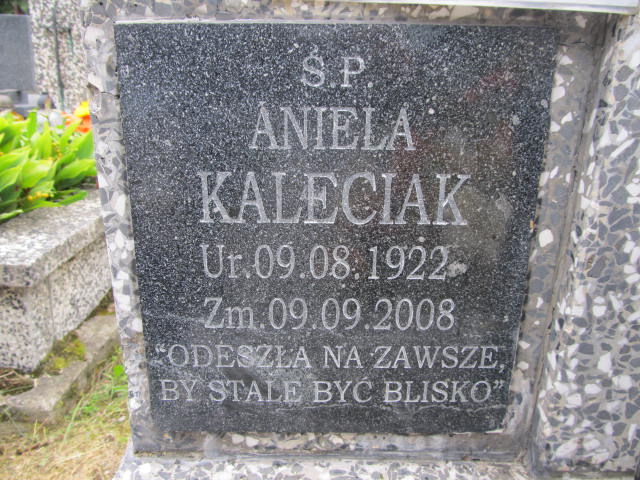 Ś.P.
ANIELA
KALECIAK
Ur.09.08.1922
Zm.09.09.2008
"ODESZŁA NA ZAWSZE,
BY STALE BYĆ BLISKO"